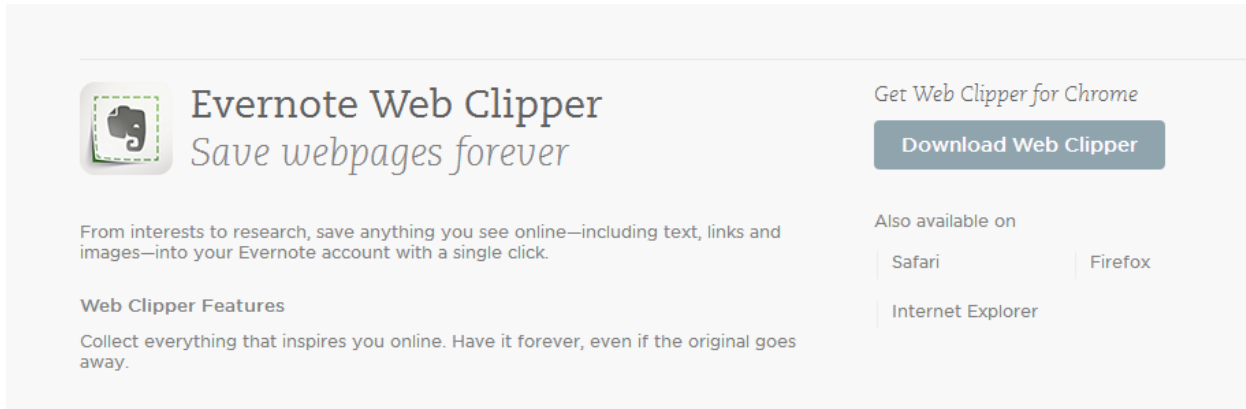 Evernote Web Clipper
Save webpages forever
From interests to research, save anything you see online—including text, links and
images—into your Evernote account with a single click.
Web Clipper Features
Collect everything that inspires you online. Have it forever, even if the original goes
away.
Get Web Clipper for Chrome
Download Web Clipper
Also available on
Safari
Firefox
Internet Explorer